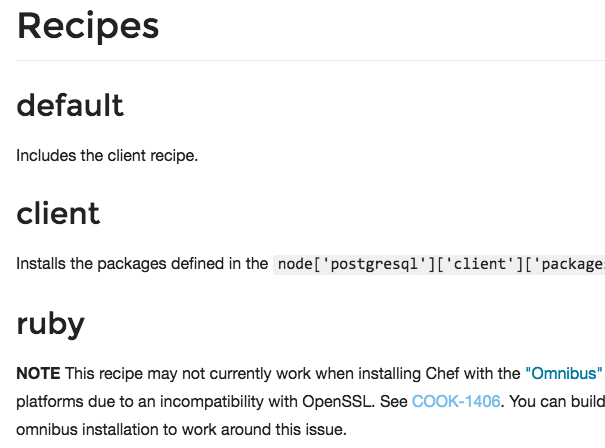 Recipes
default
Includes the client recipe.
client
Installs the packages defined in the node['postgresql']['client']['package
ruby
NOTE This recipe may not currently work when installing Chef with the "Omnibus"
platforms due to an incompatibility with OpenSSL. See COOK-1406. You can build
omnibus installation to work around this issue.